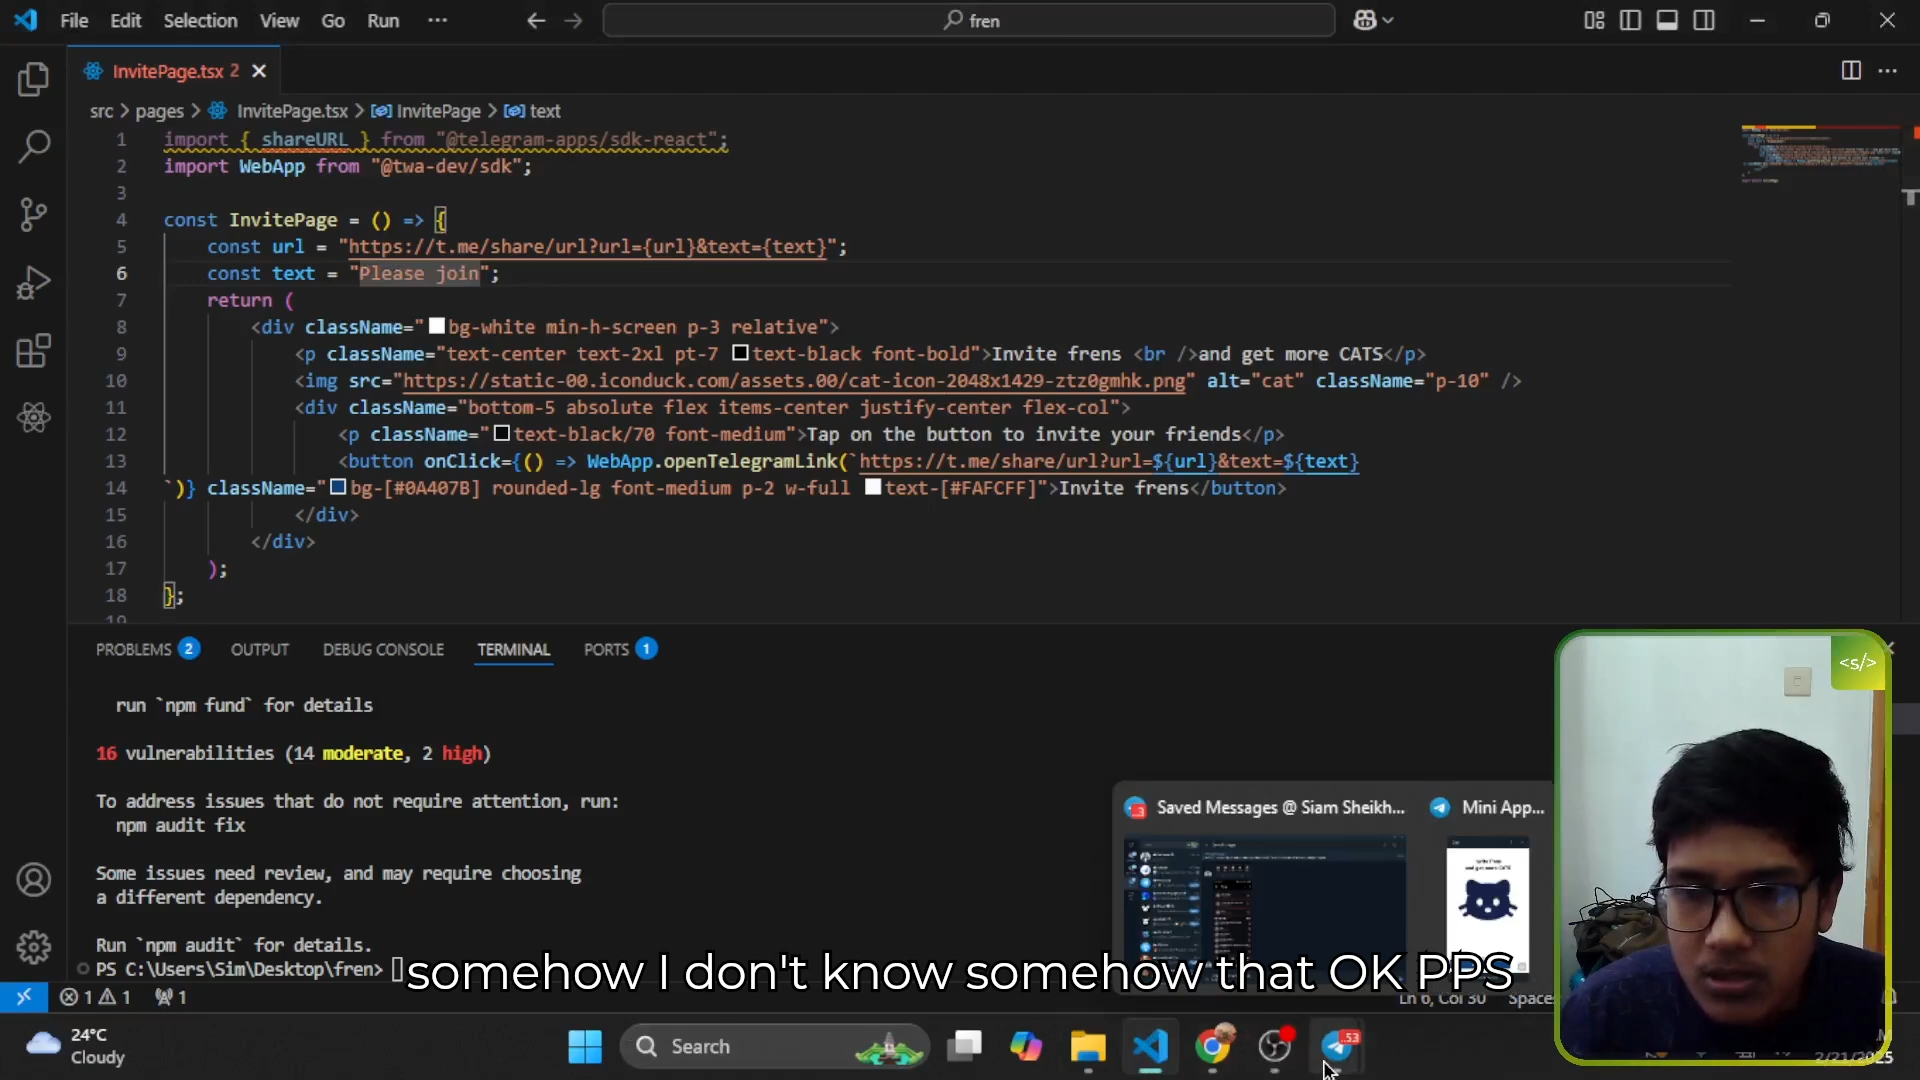 File Edit Selection View Go Run ··· fren
InvitePage.tsx 2
src > pages > InvitePage.tsx > InvitePage > text
1 import { shareURL } from "@telegram-apps/sdk-react";
2 import WebApp from "@twa-dev/sdk";
3
4 const InvitePage = () => {
5 const url = "https://t.me/share/url?url={url}&text={text}";
6 const text = "Please join";
7 return (
8 <div className="bg-white min-h-screen p-3 relative">
9 <p className="text-center text-2xl pt-7 text-black font-bold">Invite frens <br />and get more CATS</p>
10 <img src="https://static-00.iconduck.com/assets.00/cat-icon-2048x1429-ztz0gmhk.png" alt="cat" className="p-10" />
11 <div className="bottom-5 absolute flex items-center justify-center flex-col">
12 <p className="text-black/70 font-medium">Tap on the button to invite your friends</p>
13 <button onClick={() => WebApp.openTelegramLink(`https://t.me/share/url?url=${url}&text=${text}
14 `)} className="bg-[#0A407B] rounded-lg font-medium p-2 w-full text-[#FAFCFF]">Invite frens</button>
15 </div>
16 </div>
17 );
18 };
19
PROBLEMS 2 OUTPUT DEBUG CONSOLE TERMINAL PORTS 1
<s/>
run `npm fund` for details
16 vulnerabilities (14 moderate, 2 high)
To address issues that do not require attention, run:
npm audit fix
Saved Messages @ Siam Sheikh... Mini App...
Some issues need review, and may require choosing
a different dependency.
Run `npm audit` for details.
PS C:\Users\Sim\Desktop\fren>
somehow I don't know somehow that OK PPS
1 1 1 Ln 6, Col 30 Spaces
24°C
Cloudy
Search
53
2/21/2025